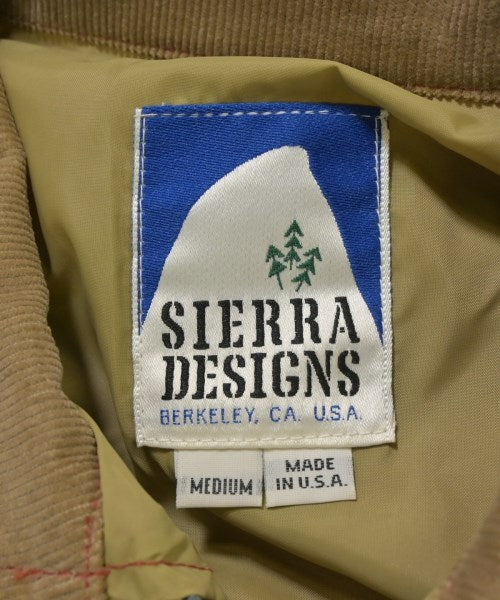 SIERRA
DESIGNS
BERKELEY, CA. U.S.A.
MEDIUM
MADE
IN U.S.A.